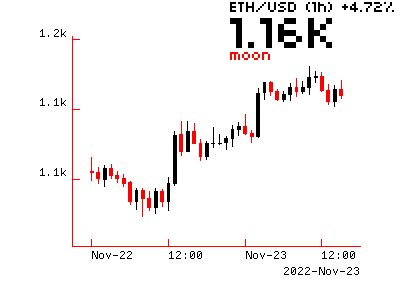 ETH/USD (1h) +4.72%
1.16K
moon
1.2k
1.1k
1.1k
Nov-22 12:00 Nov-23 12:00
2022-Nov-23